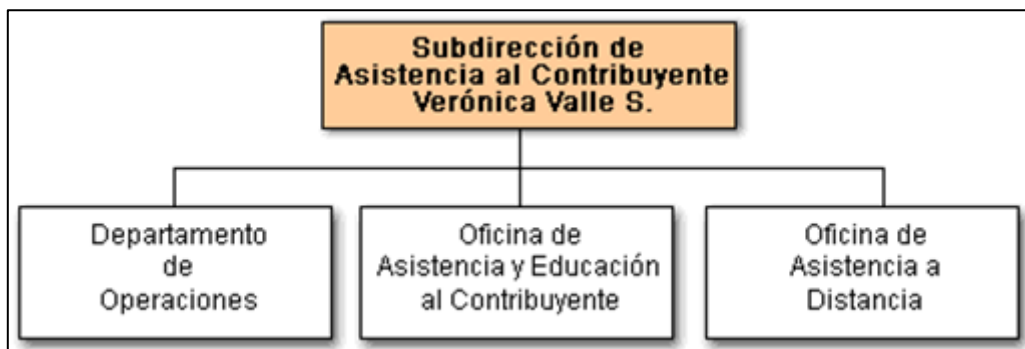 Subdirección de
Asistencia al Contribuyente
Verónica Valle S.
Departamento
de
Operaciones
Oficina de
Asistencia y Educación
al Contribuyente
Oficina de
Asistencia a
Distancia